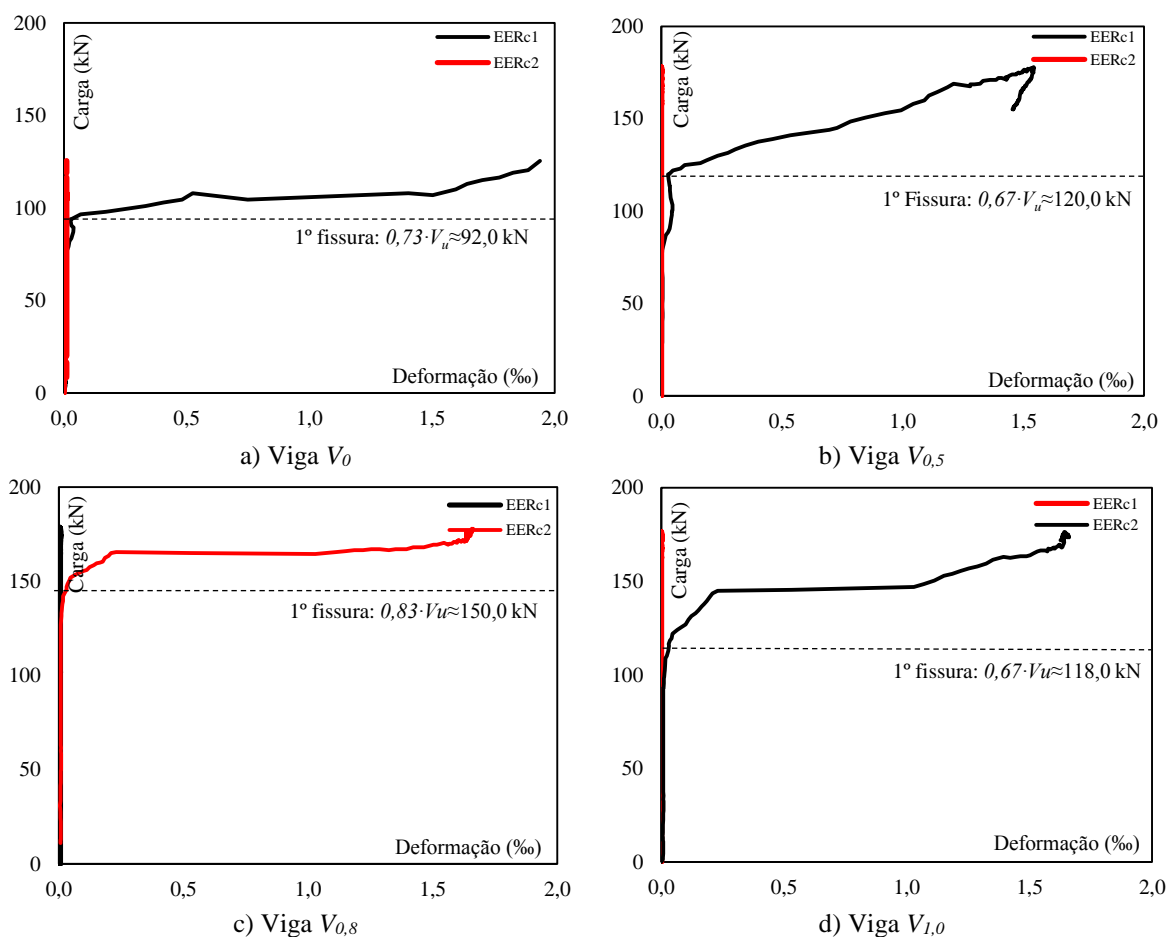 200
150
100
50
0
Carga (kN)
EERc1
EERc2
1º fissura: 0,73·Vu≈92,0 kN
Deformação (‰)
0,0 0,5 1,0 1,5 2,0
a) Viga V0
200
150
100
50
0
Carga (kN)
EERc1
EERc2
1º Fissura: 0,67·Vu≈120,0 kN
Deformação (‰)
0,0 0,5 1,0 1,5 2,0
b) Viga V0,5
200
150
100
50
0
Carga (kN)
EERc1
EERc2
1º fissura: 0,83·Vu≈150,0 kN
Deformação (‰)
0,0 0,5 1,0 1,5 2,0
c) Viga V0,8
200
150
100
50
0
Carga (kN)
EERc1
EERc2
1º fissura: 0,67·Vu≈118,0 kN
Deformação (‰)
0,0 0,5 1,0 1,5 2,0
d) Viga V1,0